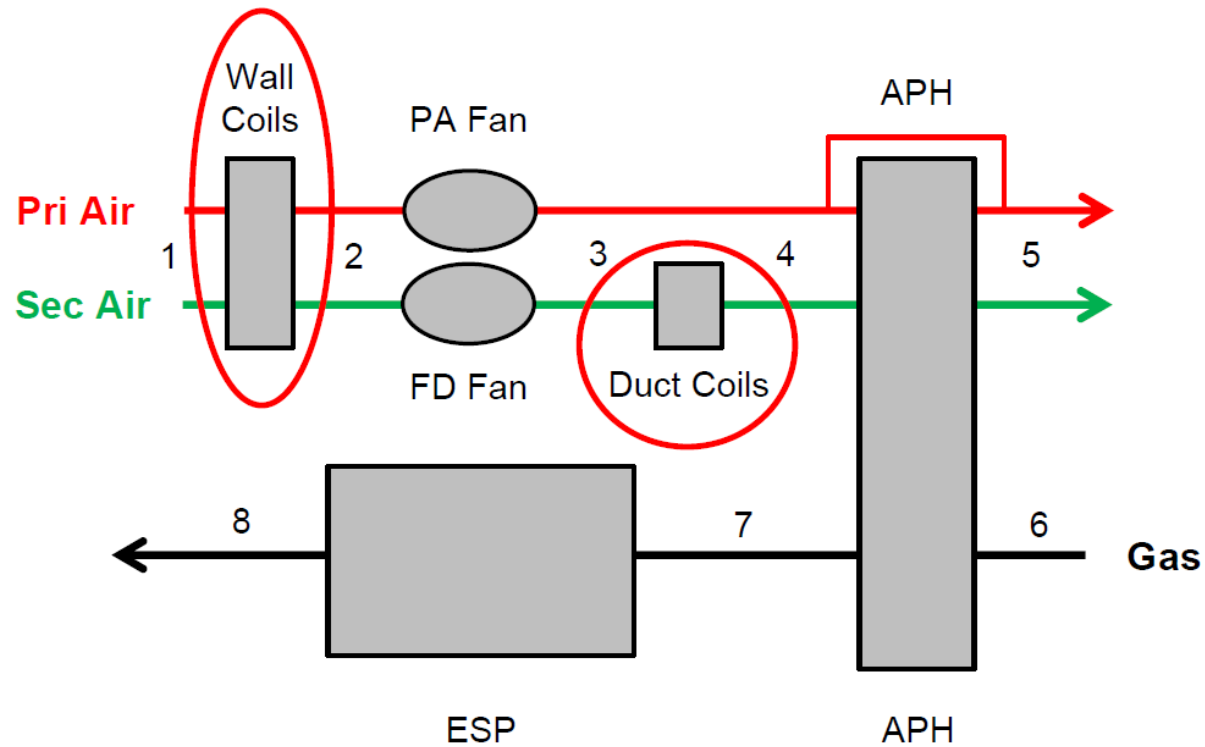 Wall
Coils
PA Fan
APH
Pri Air
1
2
3
4
5
Sec Air
FD Fan
Duct Coils
8
7
6
Gas
ESP
APH